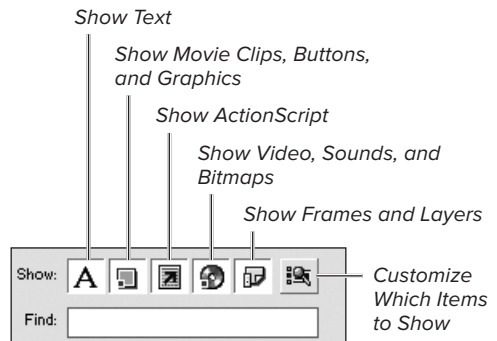 Show Text
Show Movie Clips, Buttons,
and Graphics
Show ActionScript
Show Video, Sounds, and
Bitmaps
Show Frames and Layers
Show: A
Customize
Which Items
to Show
Find: